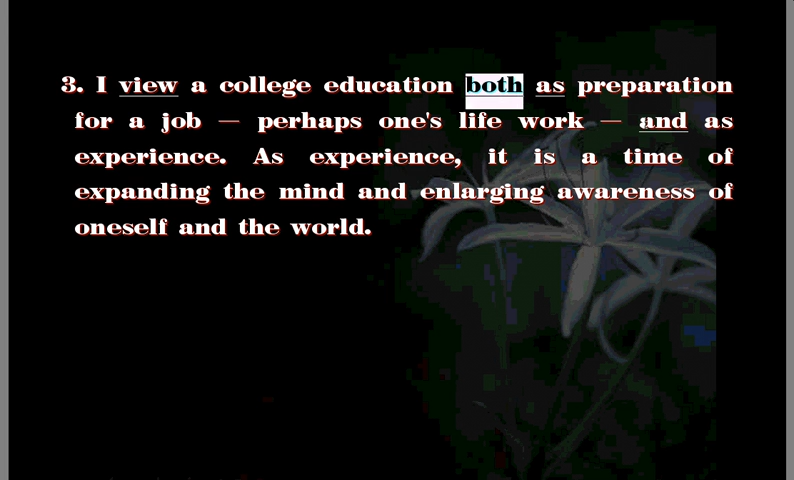 3. I view a college education both as preparation
for a job — perhaps one's life work — and as
experience. As experience, it is a time of
expanding the mind and enlarging awareness of
oneself and the world.